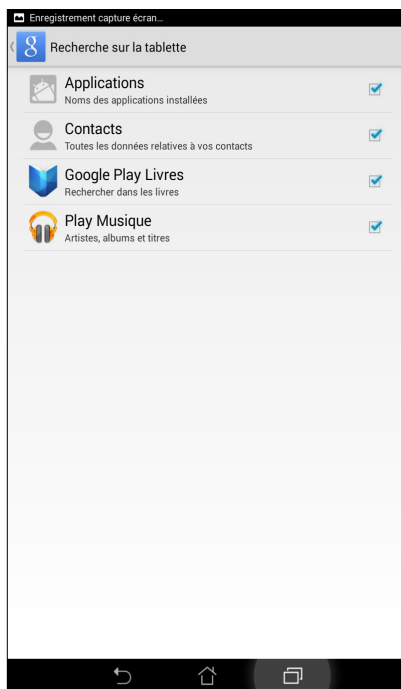 Enregistrement capture écran...
Recherche sur la tablette
Applications
Noms des applications installées
Contacts
Toutes les données relatives à vos contacts
Google Play Livres
Rechercher dans les livres
Play Musique
Artistes, albums et titres